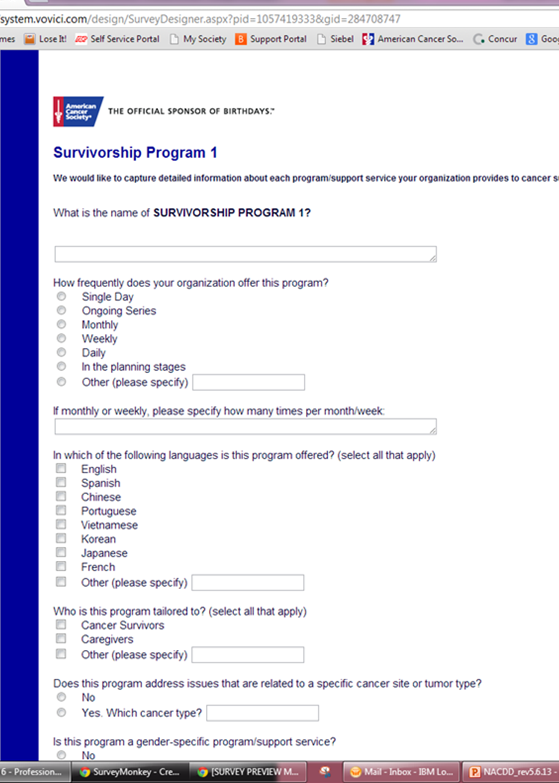 system.vovici.com/design/SurveyDesigner.aspx?pid=1057419333&gid=284708747
mes Lose It! Self Service Portal My Society Support Portal Siebel American Cancer So... Concur Goo
American Cancer Society®
THE OFFICIAL SPONSOR OF BIRTHDAYS.™
Survivorship Program 1
We would like to capture detailed information about each program/support service your organization provides to cancer s
What is the name of SURVIVORSHIP PROGRAM 1?
How frequently does your organization offer this program?
Single Day
Ongoing Series
Monthly
Weekly
Daily
In the planning stages
Other (please specify)
If monthly or weekly, please specify how many times per month/week:
In which of the following languages is this program offered? (select all that apply)
English
Spanish
Chinese
Portuguese
Vietnamese
Korean
Japanese
French
Other (please specify)
Who is this program tailored to? (select all that apply)
Cancer Survivors
Caregivers
Other (please specify)
Does this program address issues that are related to a specific cancer site or tumor type?
No
Yes. Which cancer type?
Is this program a gender-specific program/support service?
No
6 - Profession... SurveyMonkey - Cre... [SURVEY PREVIEW M... Mail - Inbox - IBM Lo... NACDD_rev5.6.13